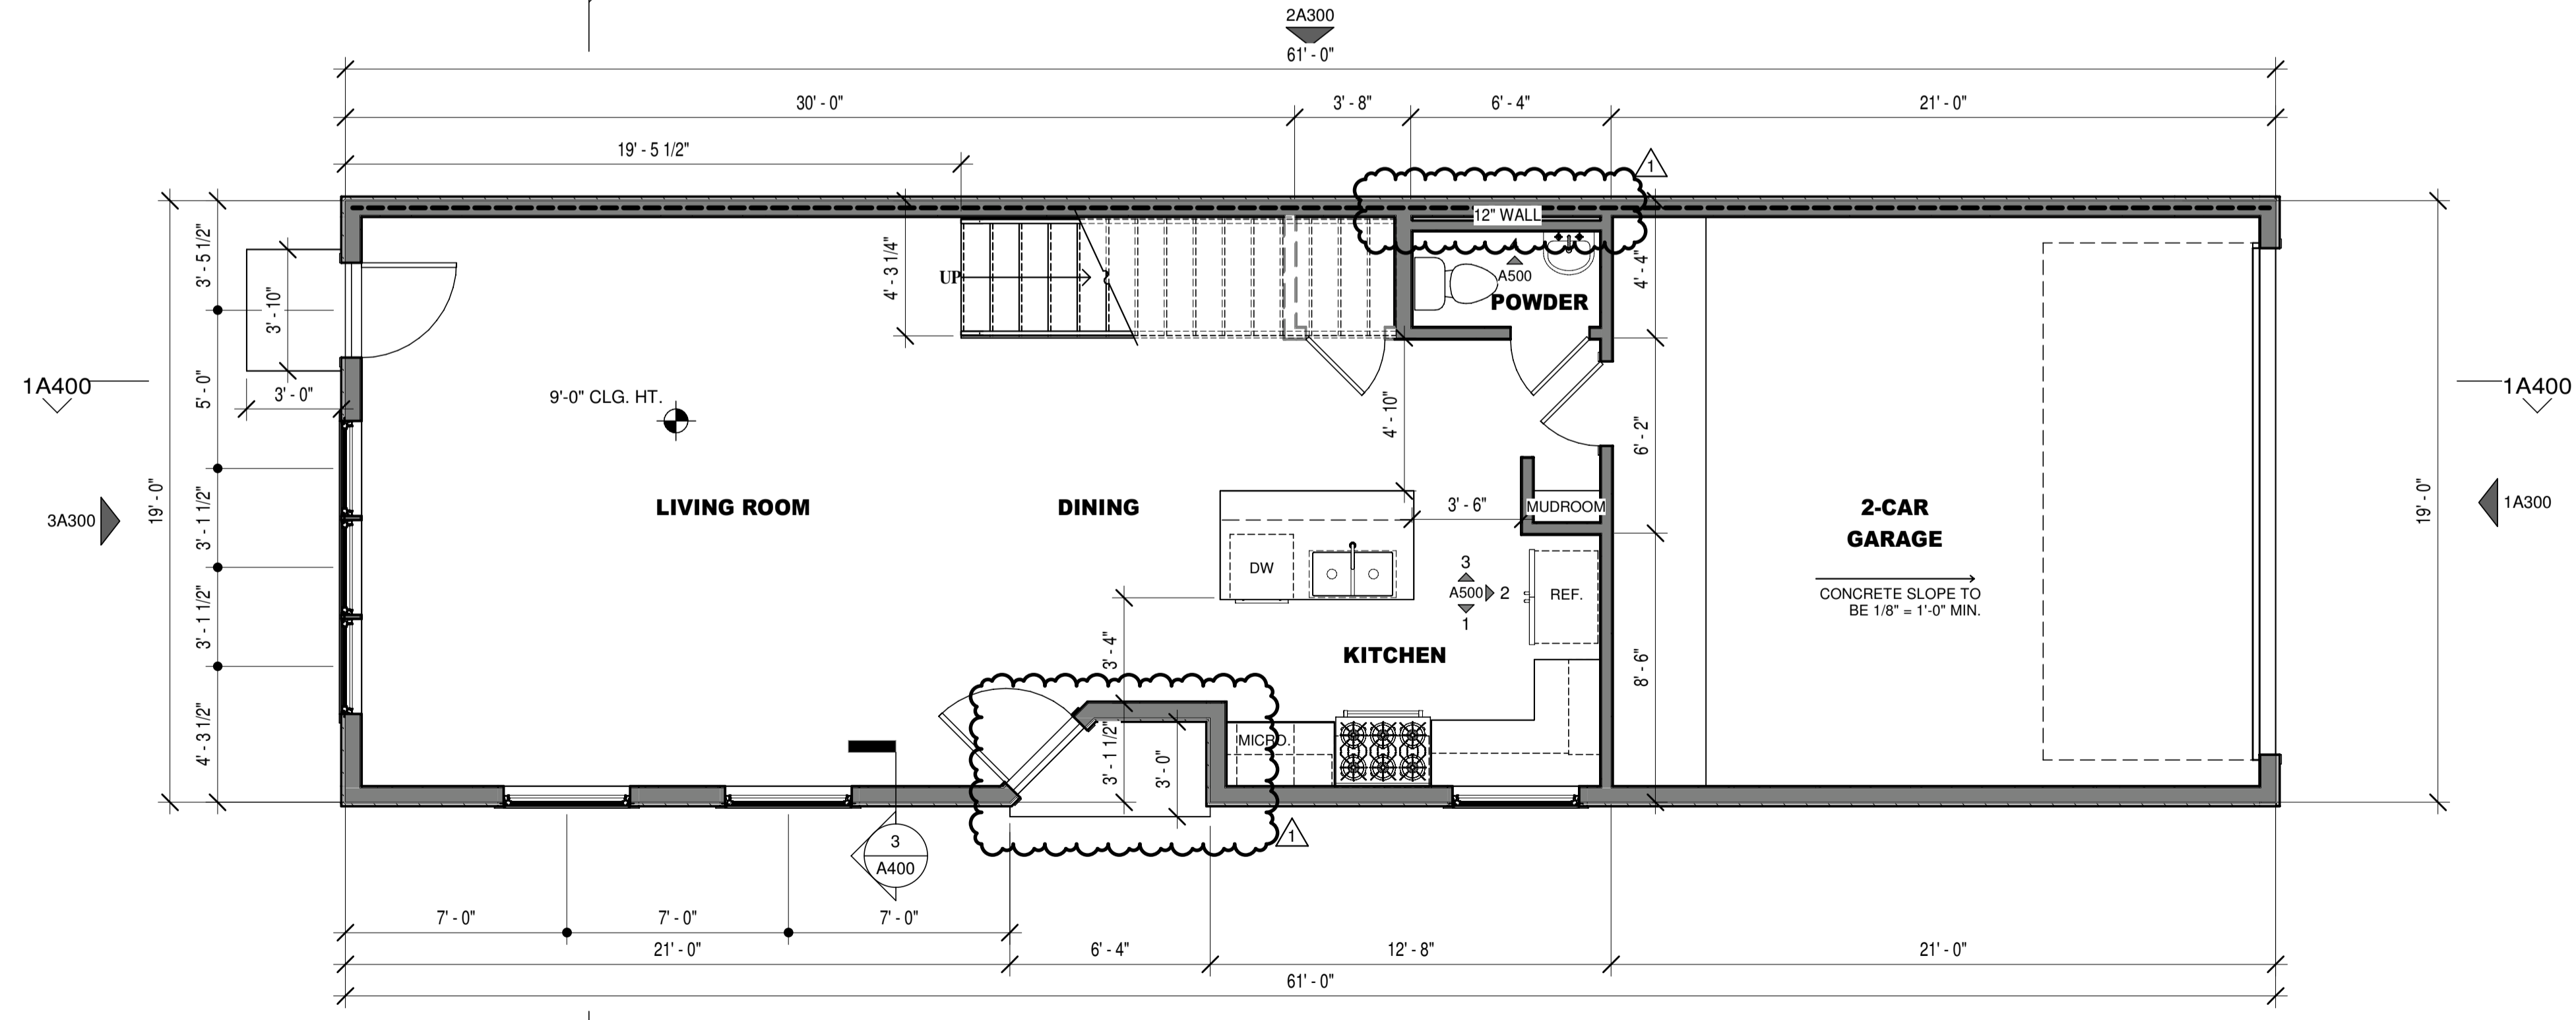 2A300
61' - 0"
30' - 0"
3' - 8"
6' - 4"
21' - 0"
19' - 5 1/2"
1
12" WALL
3' - 5 1/2"
3' - 10"
4' - 3 1/4"
UP
A500
POWDER
4' - 4"
1A400
5' - 0"
3' - 0"
9'-0" CLG. HT.
4' - 10"
6' - 2"
1A400
3A300
19' - 0"
3' - 1 1/2"
LIVING ROOM
DINING
3' - 6"
MUDROOM
2-CAR
GARAGE
19' - 0"
1A300
DW
3
A500
2
1
REF.
CONCRETE SLOPE TO
BE 1/8" = 1'-0" MIN.
3' - 1 1/2"
3' - 4"
KITCHEN
8' - 6"
4' - 3 1/2"
3' - 1 1/2"
3' - 0"
MICRO.
1
3
A400
7' - 0"
7' - 0"
7' - 0"
21' - 0"
6' - 4"
12' - 8"
21' - 0"
61' - 0"